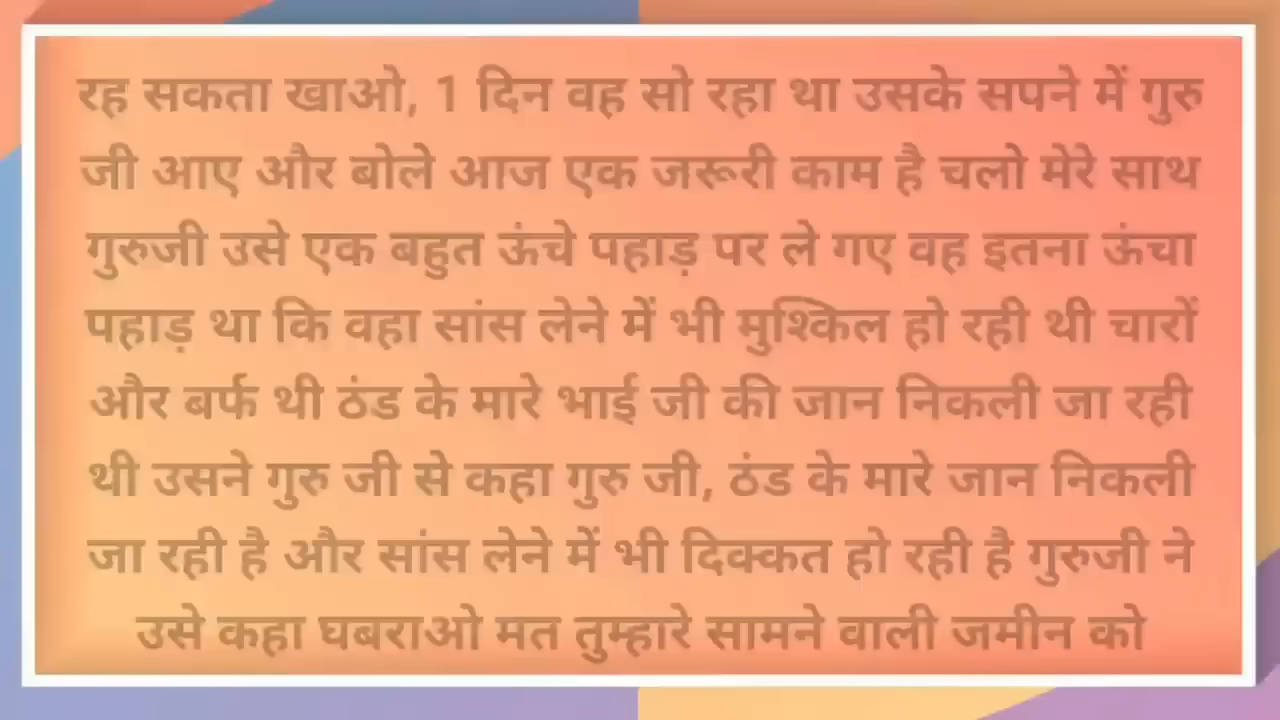 रह सकता खाओ, 1 दिन वह सो रहा था उसके सपने में गुरु
जी आए और बोले आज एक जरूरी काम है चलो मेरे साथ
गुरुजी उसे एक बहुत ऊंचे पहाड़ पर ले गए वह इतना ऊंचा
पहाड़ था कि वहा सांस लेने में भी मुश्किल हो रही थी चारों
और बर्फ थी ठंड के मारे भाई जी की जान निकली जा रही
थी उसने गुरु जी से कहा गुरु जी, ठंड के मारे जान निकली
जा रही है और सांस लेने में भी दिक्कत हो रही है गुरुजी ने
उसे कहा घबराओ मत तुम्हारे सामने वाली जमीन को